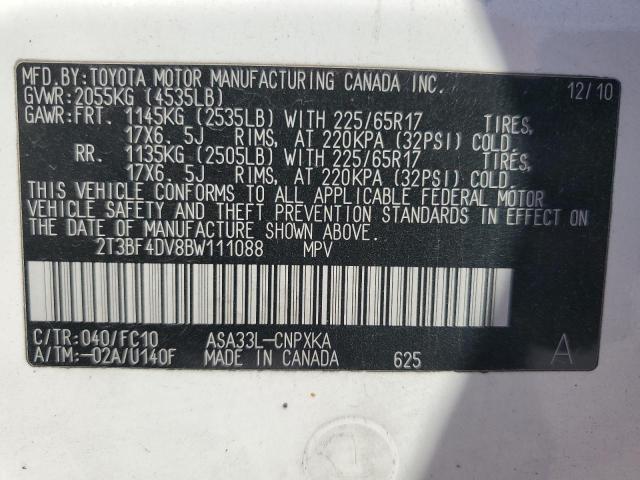 MFD.BY:TOYOTA MOTOR MANUFACTURING CANADA INC.
GVWR:2055KG (4535LB) 12/10
GAWR:FRT. 1145KG (2535LB) WITH 225/65R17 TIRES,
17X6. 5J RIMS, AT 220KPA (32PSI) COLD.
RR. 1135KG (2505LB) WITH 225/65R17 TIRES,
17X6. 5J RIMS, AT 220KPA (32PSI) COLD.
THIS VEHICLE CONFORMS TO ALL APPLICABLE FEDERAL MOTOR
VEHICLE SAFETY AND THEFT PREVENTION STANDARDS IN EFFECT ON
THE DATE OF MANUFACTURE SHOWN ABOVE.
2T3BF4DV8BW111088 MPV
C/TR:040/FC10 ASA33L-CNPXKA
A/TM:-02A/U140F MADE IN CANADA 625 A